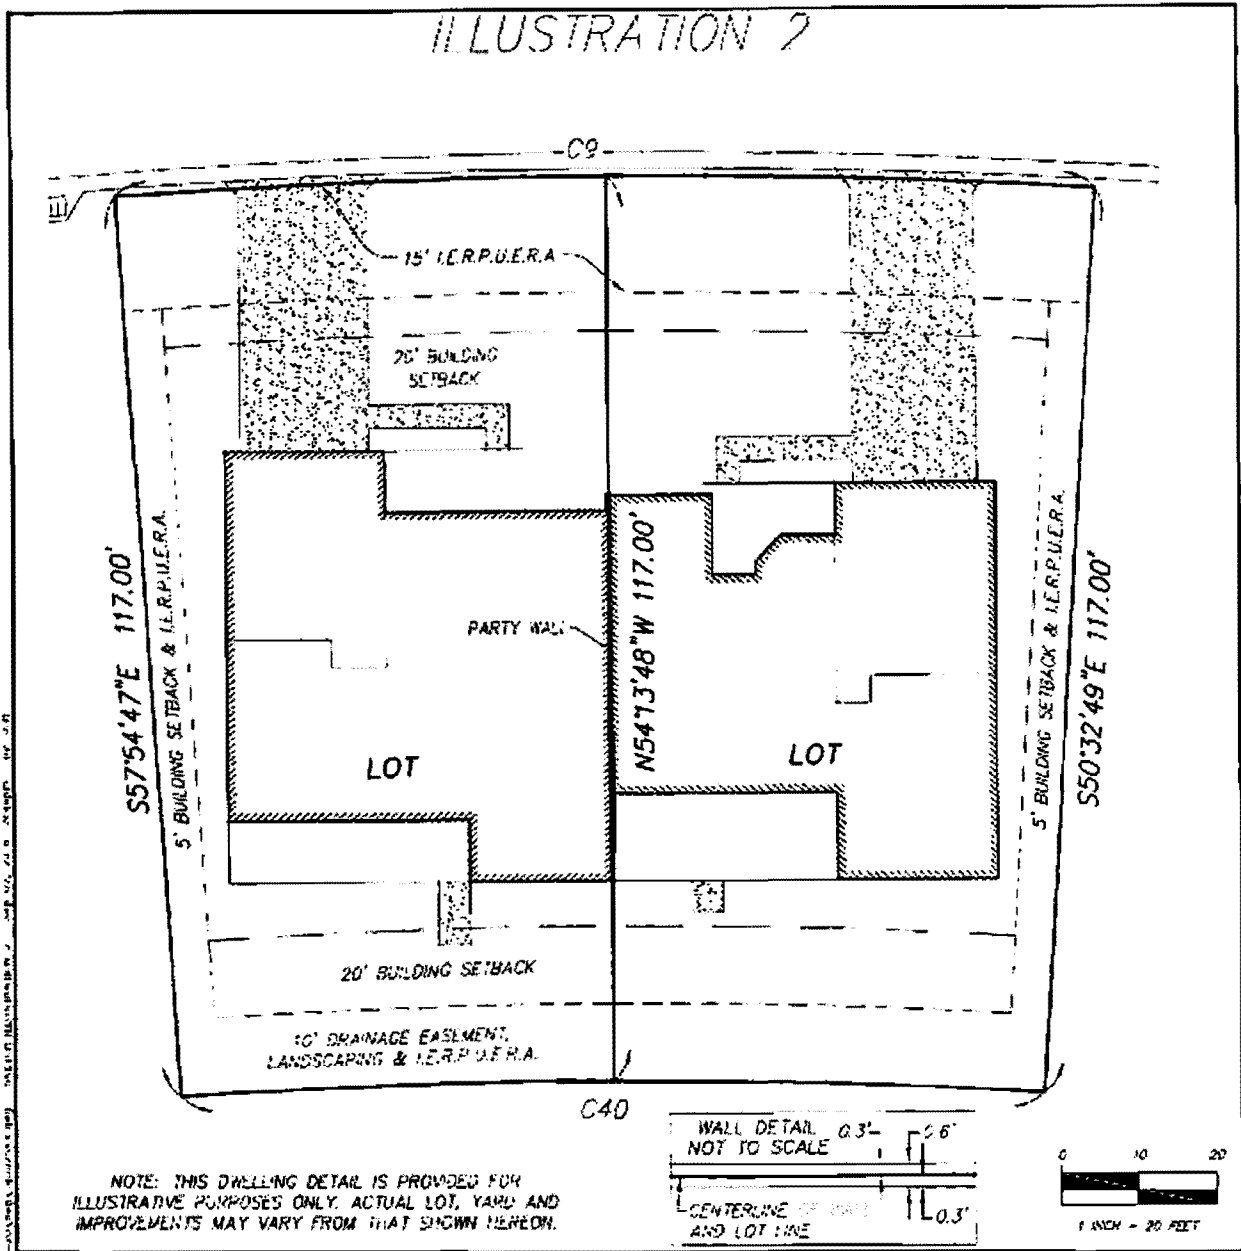 ILLUSTRATION 2
C9
15' I.E.R.P.U.E.R.A
20' BUILDING
SETBACK
S57°54'47"E 117.00'
5' BUILDING SETBACK & I.E.R.P.U.E.R.A.
PARTY WALL
N54°13'48"W 117.00'
5' BUILDING SETBACK & I.E.R.P.U.E.R.A.
S50°32'49"E 117.00'
LOT
LOT
20' BUILDING SETBACK
10' DRAINAGE EASEMENT,
LANDSCAPING & I.E.R.P.U.E.R.A.
C40
WALL DETAIL
NOT TO SCALE
0.3'
0.6'
CENTERLINE OF WALL
AND LOT LINE
0.3'
0 10 20
1 INCH = 20 FEET
NOTE: THIS DWELLING DETAIL IS PROVIDED FOR
ILLUSTRATIVE PURPOSES ONLY. ACTUAL LOT, YARD AND
IMPROVEMENTS MAY VARY FROM THAT SHOWN HEREON.